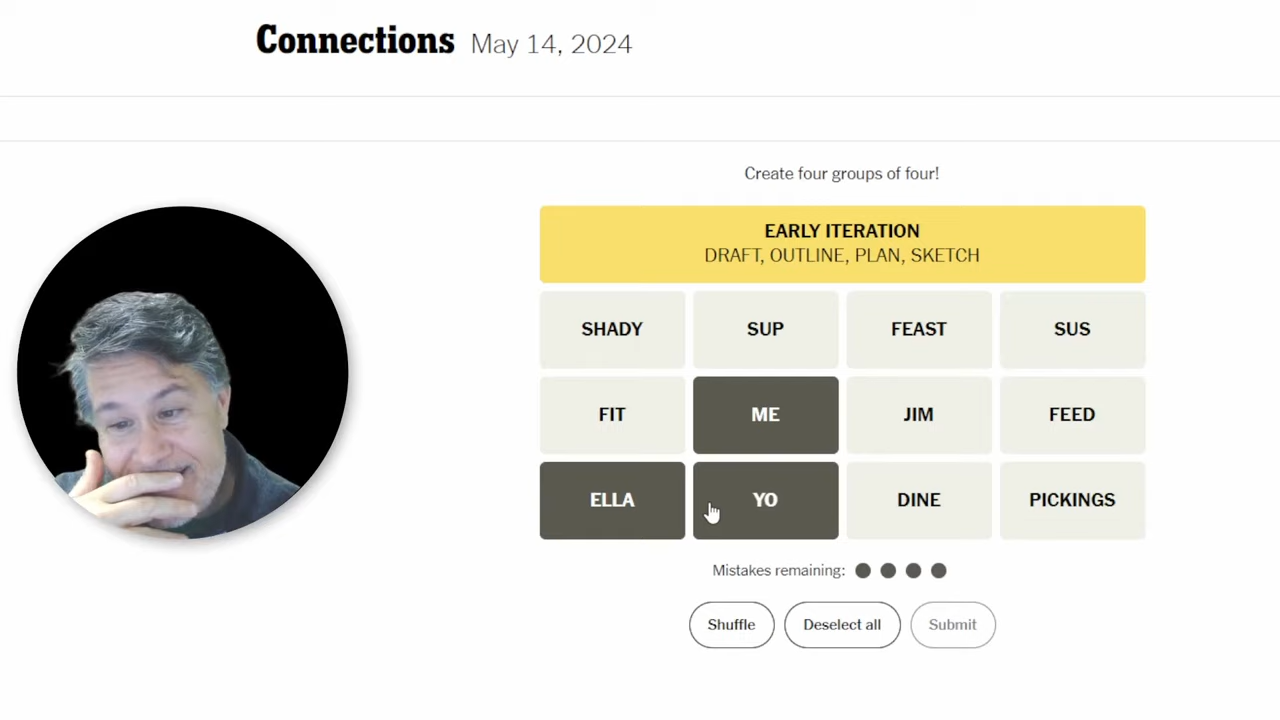 Connections May 14, 2024
Create four groups of four!
EARLY ITERATION
DRAFT, OUTLINE, PLAN, SKETCH
SHADY SUP FEAST SUS
FIT ME JIM FEED
ELLA YO DINE PICKINGS
Mistakes remaining:
Shuffle Deselect all Submit